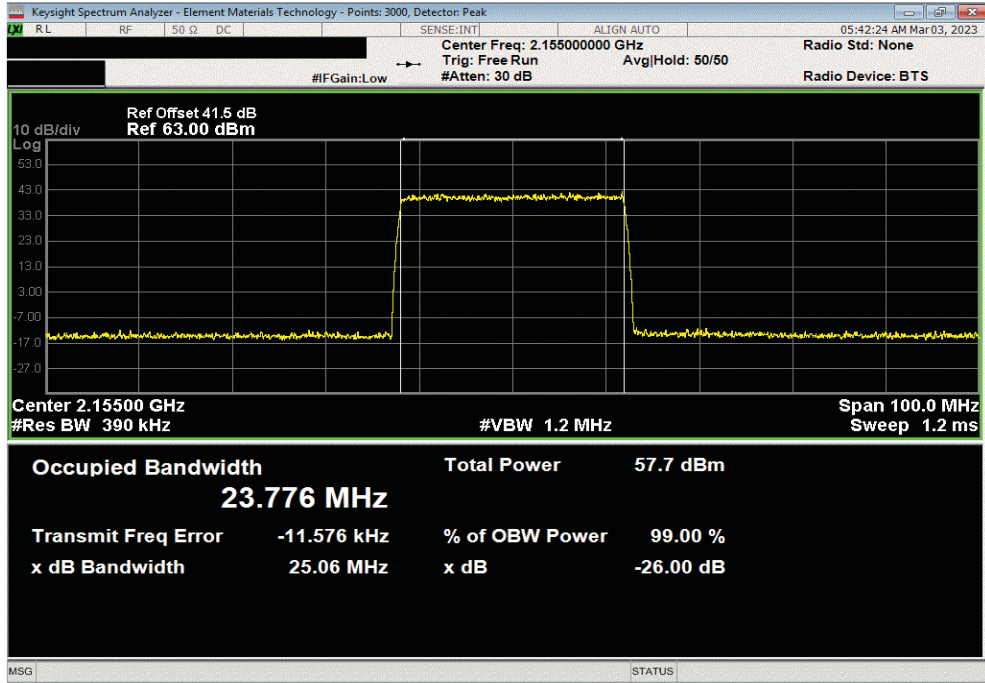 Keysight Spectrum Analyzer - Element Materials Technology - Points: 3000, Detector: Peak
LXI RL RF 50 Ω DC SENSE:INT ALIGN AUTO 05:42:24 AM Mar 03, 2023
Center Freq: 2.155000000 GHz Radio Std: None
Trig: Free Run Avg|Hold: 50/50
#IFGain:Low #Atten: 30 dB Radio Device: BTS
Ref Offset 41.5 dB
10 dB/div Ref 63.00 dBm
Log
53.0
43.0
33.0
23.0
13.0
3.00
-7.00
-17.0
-27.0
Center 2.15500 GHz Span 100.0 MHz
#Res BW 390 kHz #VBW 1.2 MHz Sweep 1.2 ms
Occupied Bandwidth Total Power 57.7 dBm
23.776 MHz
Transmit Freq Error -11.576 kHz % of OBW Power 99.00 %
x dB Bandwidth 25.06 MHz x dB -26.00 dB
MSG STATUS